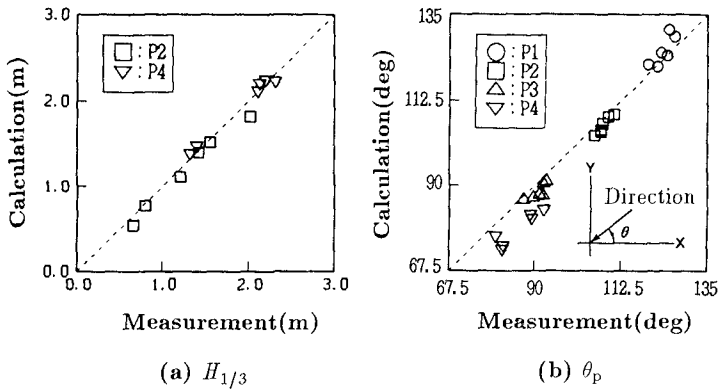 3.0
2.0
1.0
0.0
0.0 1.0 2.0 3.0
Calculation(m)
Measurement(m)
□ : P2
▽ : P4
(a) H1/3
135
112.5
90
67.5
67.5 90 112.5 135
Calculation(deg)
Measurement(deg)
○ : P1
□ : P2
△ : P3
▽ : P4
Y
Direction
θ
X
(b) θp